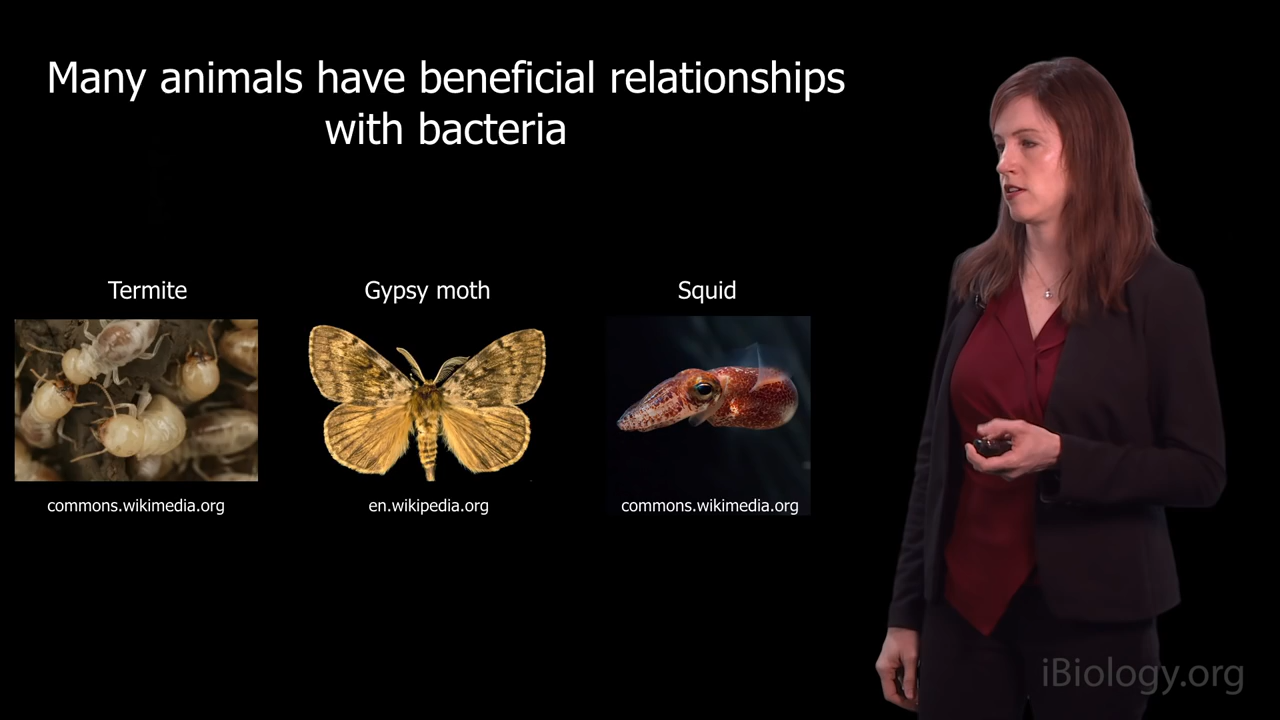 Many animals have beneficial relationships
with bacteria
Termite
Gypsy moth
Squid
commons.wikimedia.org
en.wikipedia.org
commons.wikimedia.org
iBiology.org